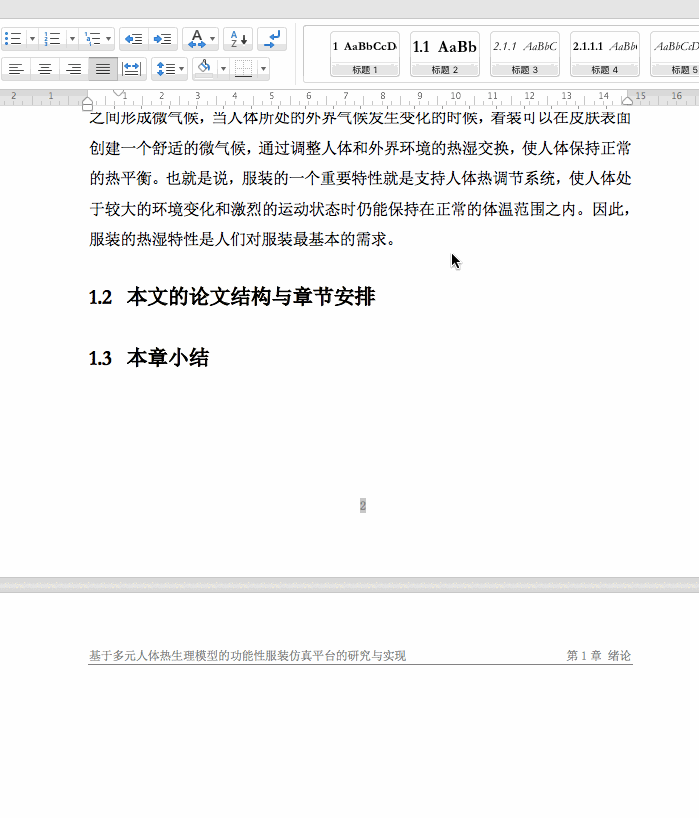 1 AaBbCcD
1.1 AaBb
2.1.1 AaBbC
2.1.1.1 AaBb
AaBbCcD
标题 1
标题 2
标题 3
标题 4
标题 5
2 1 1 2 3 4 5 6 7 8 9 10 11 12 13 14 15 16
之间形成微气候，当人体所处的外界气候发生变化的时候，着装可以在皮肤表面
创建一个舒适的微气候，通过调整人体和外界环境的热湿交换，使人体保持正常
的热平衡。也就是说，服装的一个重要特性就是支持人体热调节系统，使人体处
于较大的环境变化和激烈的运动状态时仍能保持在正常的体温范围之内。因此，
服装的热湿特性是人们对服装最基本的需求。
1.2 本文的论文结构与章节安排
1.3 本章小结
2
基于多元人体热生理模型的功能性服装仿真平台的研究与实现 第 1 章 绪论